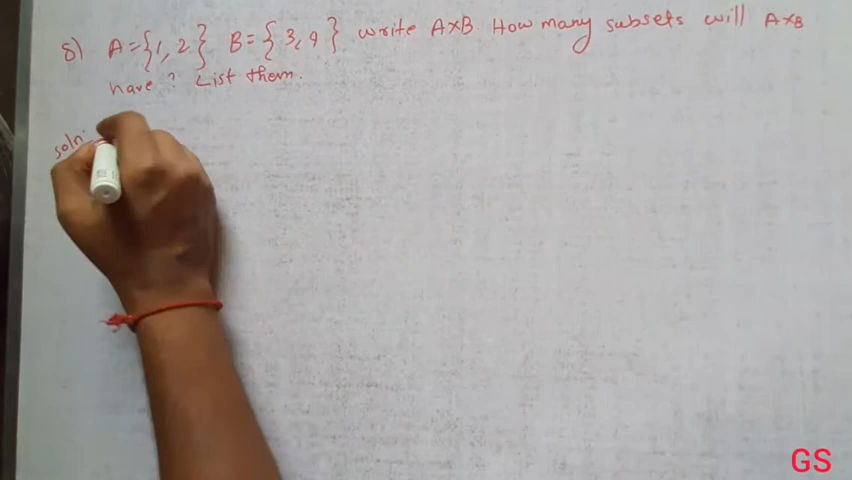 8) A={1,2} B={3,4} write A×B. How many subsets will A×B
have? List them.
Soln:
GS